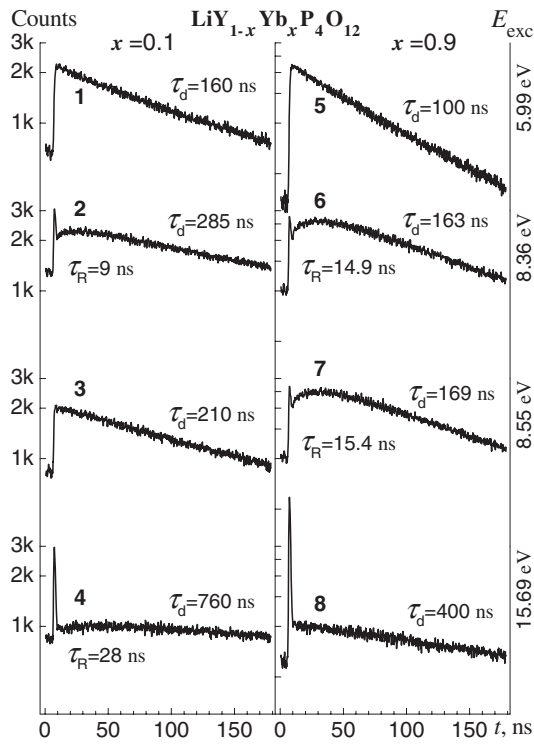 Counts
LiY1-xYbxP4O12
Eexc
x=0.1
x=0.9
3k
2k
1k
1
τd=160 ns
5
τd=100 ns
5.99 eV
3k
2k
1k
2
τd=285 ns
τR=9 ns
6
τd=163 ns
τR=14.9 ns
8.36 eV
3k
2k
1k
3
τd=210 ns
7
τd=169 ns
τR=15.4 ns
8.55 eV
3k
2k
1k
4
τd=760 ns
τR=28 ns
8
τd=400 ns
15.69 eV
0 50 100 150 0 50 100 150 t, ns